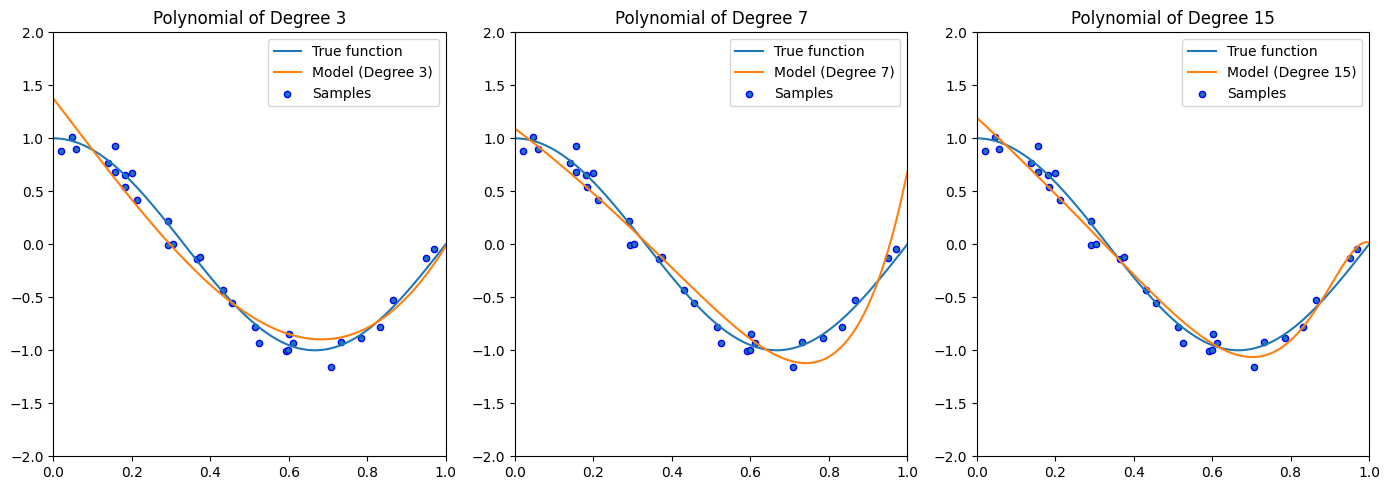 Polynomial of Degree 3
True function
Model (Degree 3)
Samples
2.0
1.5
1.0
0.5
0.0
−0.5
−1.0
−1.5
−2.0
0.0 0.2 0.4 0.6 0.8 1.0
Polynomial of Degree 7
True function
Model (Degree 7)
Samples
2.0
1.5
1.0
0.5
0.0
−0.5
−1.0
−1.5
−2.0
0.0 0.2 0.4 0.6 0.8 1.0
Polynomial of Degree 15
True function
Model (Degree 15)
Samples
2.0
1.5
1.0
0.5
0.0
−0.5
−1.0
−1.5
−2.0
0.0 0.2 0.4 0.6 0.8 1.0